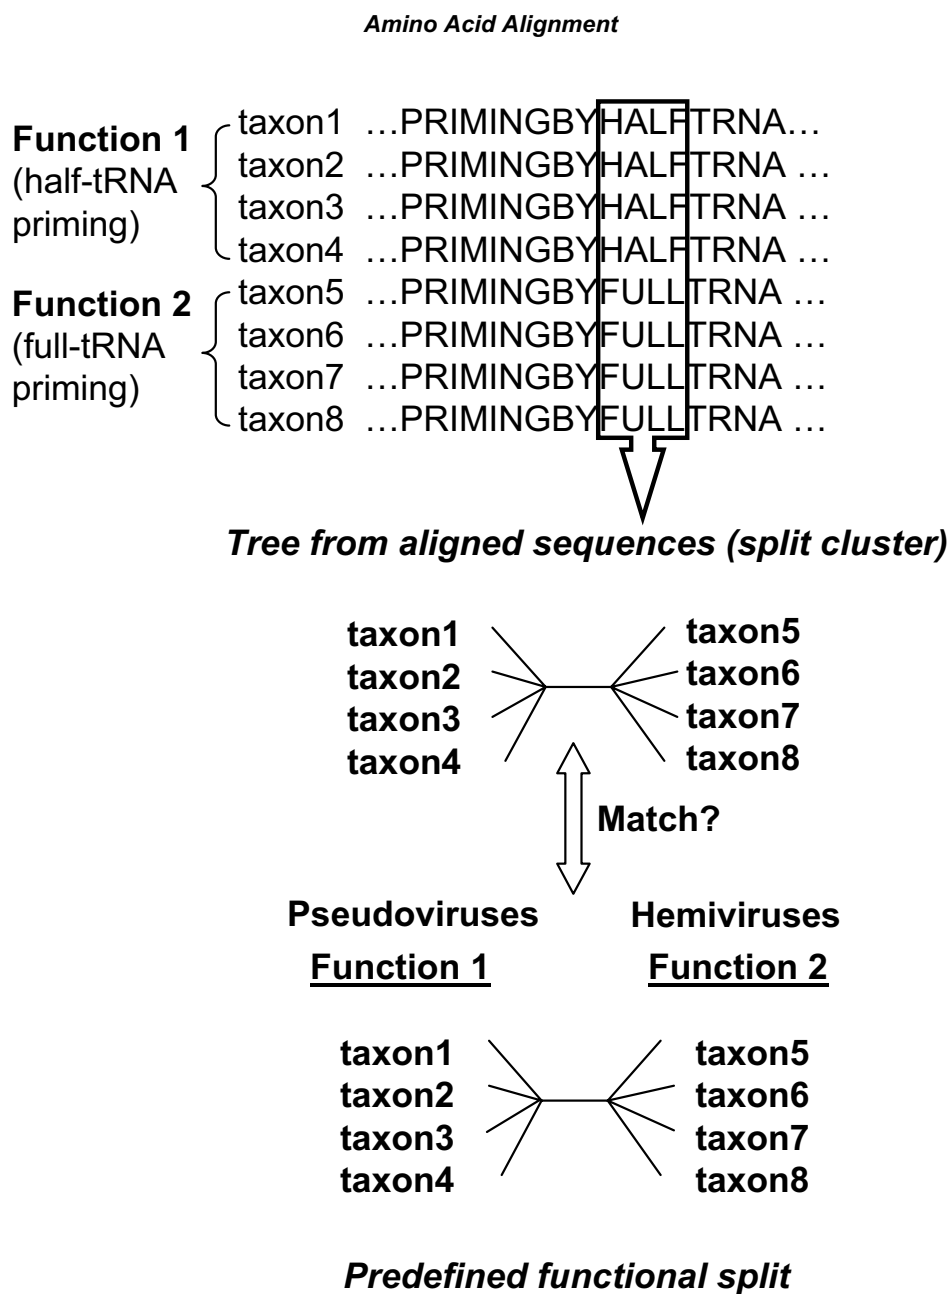 Amino Acid Alignment
Function 1
(half-tRNA
priming)
taxon1 …PRIMINGBYHALFTRNA…
taxon2 …PRIMINGBYHALFTRNA …
taxon3 …PRIMINGBYHALFTRNA …
taxon4 …PRIMINGBYHALFTRNA …
Function 2
(full-tRNA
priming)
taxon5 …PRIMINGBYFULLTRNA …
taxon6 …PRIMINGBYFULLTRNA …
taxon7 …PRIMINGBYFULLTRNA …
taxon8 …PRIMINGBYFULLTRNA …
Tree from aligned sequences (split cluster)
taxon1 taxon5
taxon2 taxon6
taxon3 taxon7
taxon4 taxon8
Match?
Pseudoviruses Hemiviruses
Function 1 Function 2
taxon1 taxon5
taxon2 taxon6
taxon3 taxon7
taxon4 taxon8
Predefined functional split